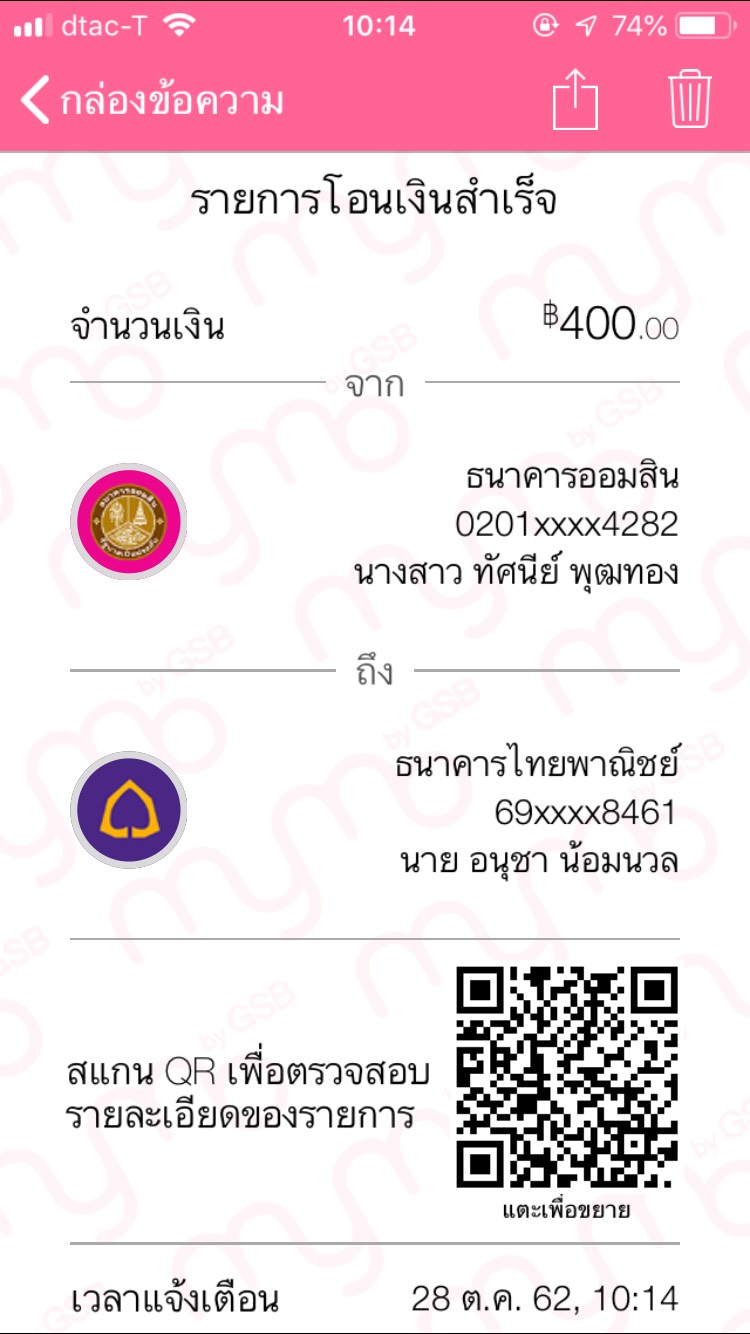 dtac-T 10:14 74%
กล่องข้อความ
รายการโอนเงินสำเร็จ
จำนวนเงิน ฿400.00
จาก
ธนาคารออมสิน
0201xxxx4282
นางสาว ทัศนีย์ พุฒทอง
ถึง
ธนาคารไทยพาณิชย์
69xxxx8461
นาย อนุชา น้อมนวล
สแกน QR เพื่อตรวจสอบ
รายละเอียดของรายการ
แตะเพื่อขยาย
เวลาแจ้งเตือน 28 ต.ค. 62, 10:14
mymo by GSB